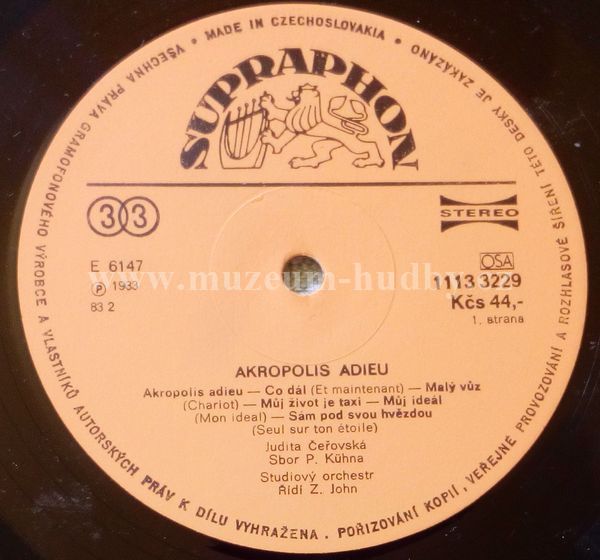 VŠECHNA PRÁVA GRAMOFONOVÉHO VÝROBCE A VLASTNÍKŮ AUTORSKÝCH PRÁV K DÍLU VYHRAŽENA. • POŘIZOVÁNÍ KOPIÍ, VEŘEJNÉ PROVOZOVÁNÍ A ROZHLASOVÉ ŠÍŘENÍ TÉTO DESKY JE ZAKÁZÁNO •
MADE IN CZECHOSLOVAKIA •
SUPRAPHON
33
STEREO
E 6147
OSA
www.muzeum-hudby.cz
℗ 1933
1113 3229
83 2
Kčs 44,-
1. strana
AKROPOLIS ADIEU
Akropolis adieu — Co dál (Et maintenant) — Malý vůz
(Chariot) — Můj život je taxi — Můj ideál
(Mon ideal) — Sám pod svou hvězdou
(Seul sur ton étoile)
Judita Čeřovská
Sbor P. Kühna
Studiový orchestr
Řídí Z. John